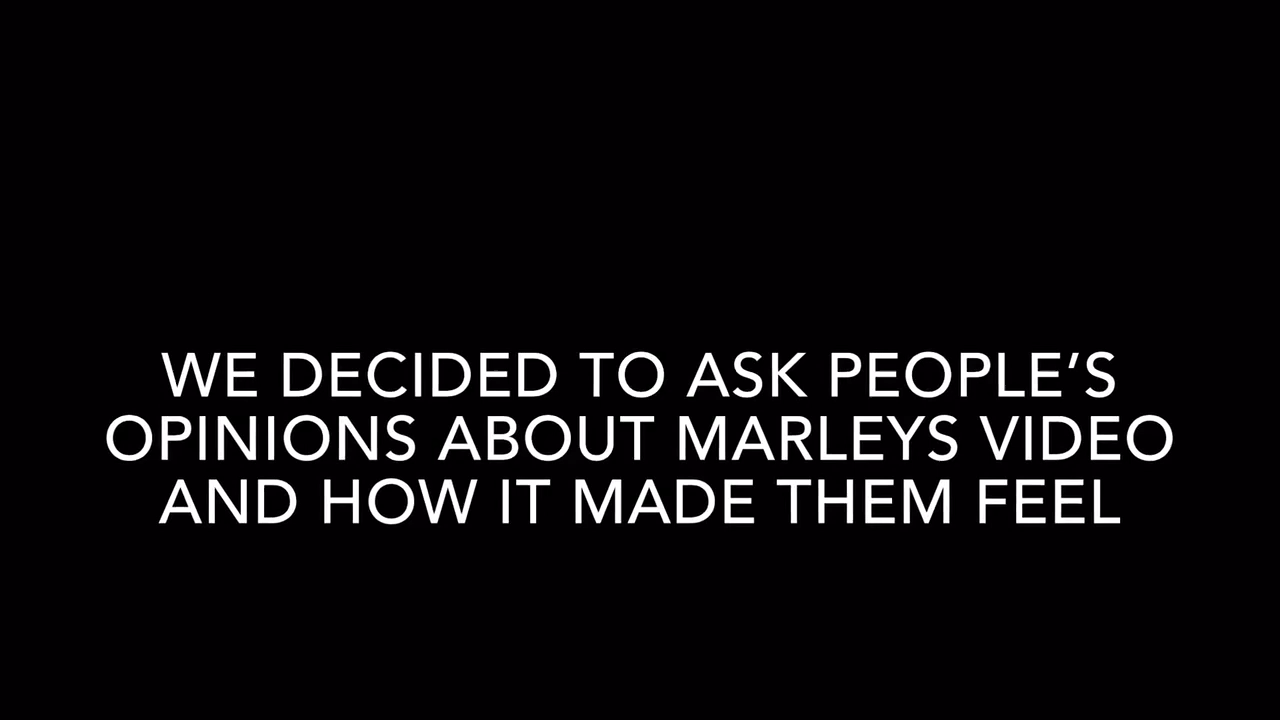 WE DECIDED TO ASK PEOPLE’S
OPINIONS ABOUT MARLEYS VIDEO
AND HOW IT MADE THEM FEEL